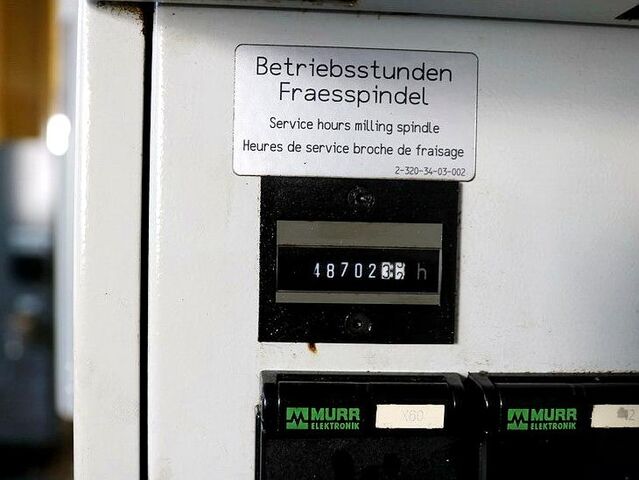 Betriebsstunden
Fraesspindel
Service hours milling spindle
Heures de service broche de fraisage
2-320-34-03-002
48702 h
MURR
ELEKTRONIK
X60
MURR
ELEKTRONIK